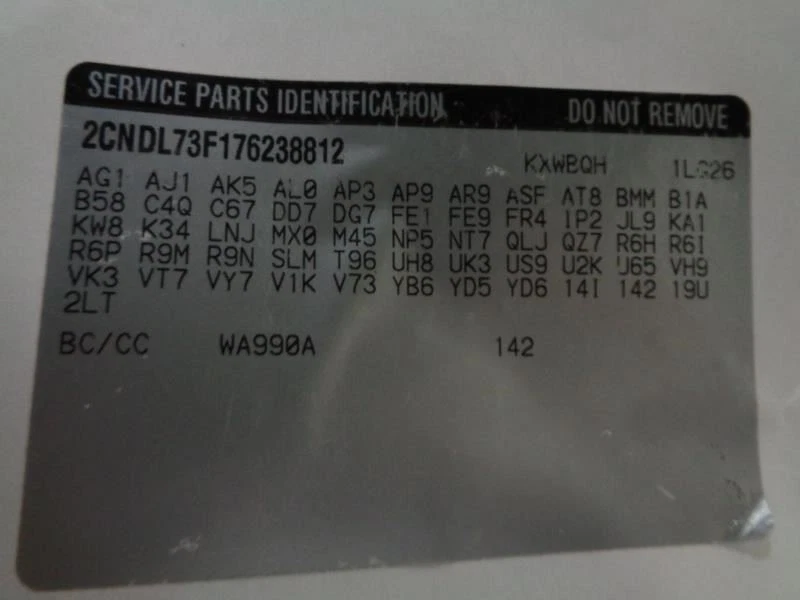 SERVICE PARTS IDENTIFICATION DO NOT REMOVE
2CNDL73F176238812 KXWBQH 1LG26
AG1 AJ1 AK5 AL0 AP3 AP9 AR9 ASF AT8 BMM B1A
B58 C4Q C67 DD7 DG7 FE1 FE9 FR4 IP2 JL9 KA1
KW8 K34 LNJ MX0 M45 NP5 NT7 QLJ QZ7 R6H R6I
R6P R9M R9N SLM T96 UH8 UK3 US9 U2K U65 VH9
VK3 VT7 VY7 V1K V73 YB6 YD5 YD6 14I 142 19U
2LT
BC/CC WA990A 142